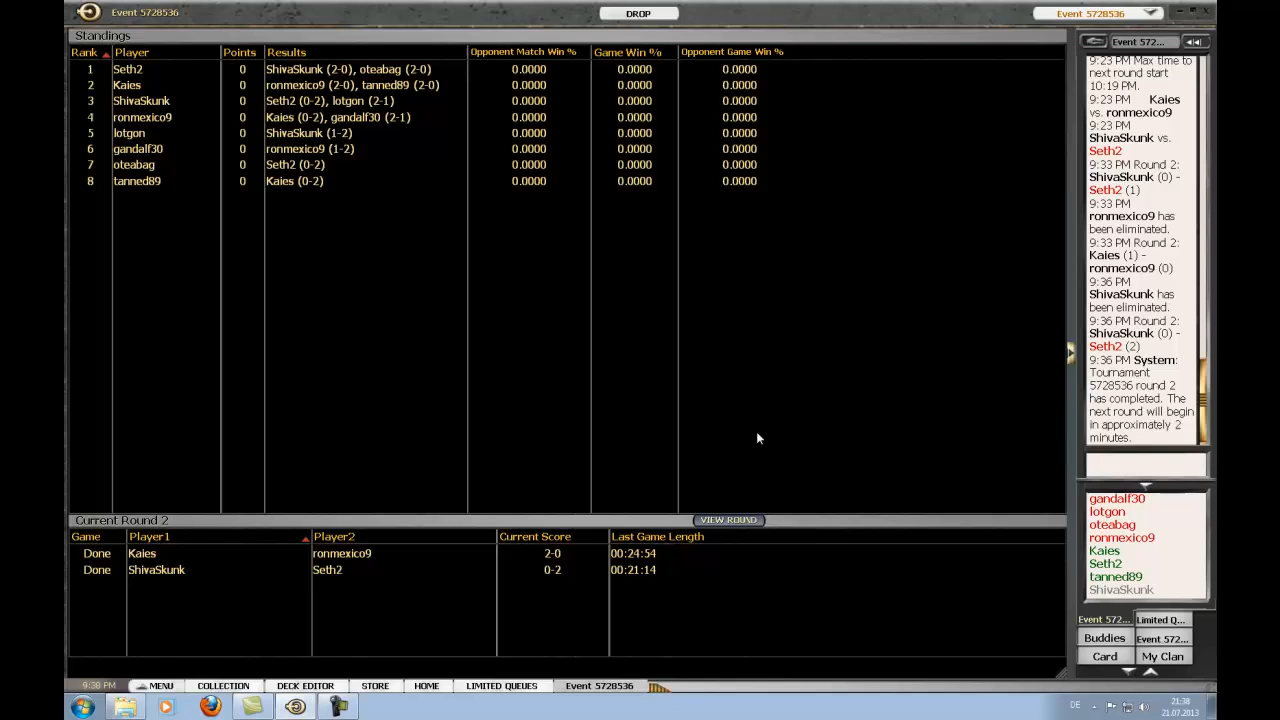 Event 5728536
DROP
Event 5728536
Standings
Rank Player Points Results Opponent Match Win % Game Win % Opponent Game Win %
1 Seth2 0 ShivaSkunk (2-0), oteabag (2-0) 0.0000 0.0000 0.0000
2 Kaies 0 ronmexico9 (2-0), tanned89 (2-0) 0.0000 0.0000 0.0000
3 ShivaSkunk 0 Seth2 (0-2), lotgon (2-1) 0.0000 0.0000 0.0000
4 ronmexico9 0 Kaies (0-2), gandalf30 (2-1) 0.0000 0.0000 0.0000
5 lotgon 0 ShivaSkunk (1-2) 0.0000 0.0000 0.0000
6 gandalf30 0 ronmexico9 (1-2) 0.0000 0.0000 0.0000
7 oteabag 0 Seth2 (0-2) 0.0000 0.0000 0.0000
8 tanned89 0 Kaies (0-2) 0.0000 0.0000 0.0000
Current Round 2
VIEW ROUND
Game Player1 Player2 Current Score Last Game Length
Done Kaies ronmexico9 2-0 00:24:54
Done ShivaSkunk Seth2 0-2 00:21:14
Event 572...
9:23 PM Max time to
next round start
10:19 PM.
9:23 PM Kaies
vs. ronmexico9
9:23 PM
ShivaSkunk vs.
Seth2
9:33 PM Round 2:
ShivaSkunk (0) -
Seth2 (1)
9:33 PM
ronmexico9 has
been eliminated.
9:33 PM Round 2:
Kaies (1) -
ronmexico9 (0)
9:36 PM
ShivaSkunk has
been eliminated.
9:36 PM Round 2:
ShivaSkunk (0) -
Seth2 (2)
9:36 PM System:
Tournament
5728536 round 2
has completed. The
next round will begin
in approximately 2
minutes.
gandalf30
lotgon
oteabag
ronmexico9
Kaies
Seth2
tanned89
ShivaSkunk
Event 572... Limited Q...
Buddies Event 572...
Card My Clan
9:38 PM MENU COLLECTION DECK EDITOR STORE HOME LIMITED QUEUES Event 5728536
DE 21:38
21.07.2013